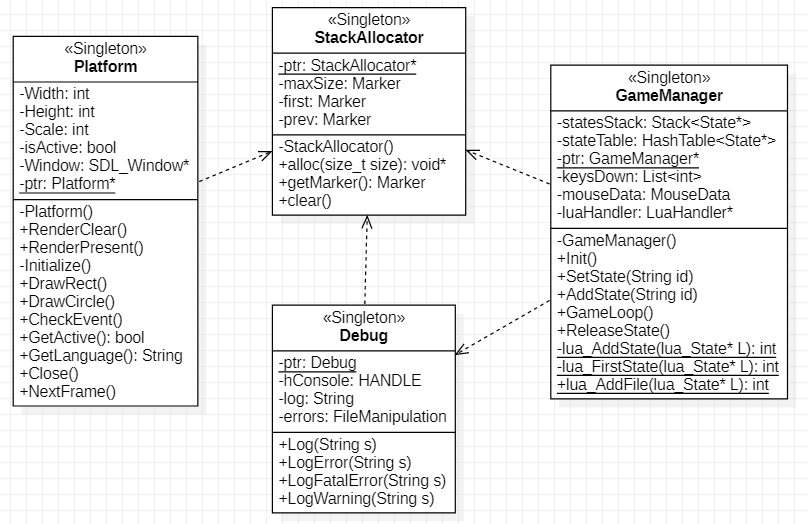 «Singleton»
Platform
-Width: int
-Height: int
-Scale: int
-isActive: bool
-Window: SDL_Window*
-ptr: Platform*
-Platform()
+RenderClear()
+RenderPresent()
-Initialize()
+DrawRect()
+DrawCircle()
+CheckEvent()
+GetActive(): bool
+GetLanguage(): String
+Close()
+NextFrame()
«Singleton»
StackAllocator
-ptr: StackAllocator*
-maxSize: Marker
-first: Marker
-prev: Marker
-StackAllocator()
+alloc(size_t size): void*
+getMarker(): Marker
+clear()
«Singleton»
Debug
-ptr: Debug
-hConsole: HANDLE
-log: String
-errors: FileManipulation
+Log(String s)
+LogError(String s)
+LogFatalError(String s)
+LogWarning(String s)
«Singleton»
GameManager
-statesStack: Stack<State*>
-stateTable: HashTable<State*>
-ptr: GameManager*
-keysDown: List<int>
-mouseData: MouseData
-luaHandler: LuaHandler*
-GameManager()
+Init()
+SetState(String id)
+AddState(String id)
+GameLoop()
+ReleaseState()
-lua_AddState(lua_State* L): int
-lua_FirstState(lua_State* L): int
+lua_AddFile(lua_State* L): int